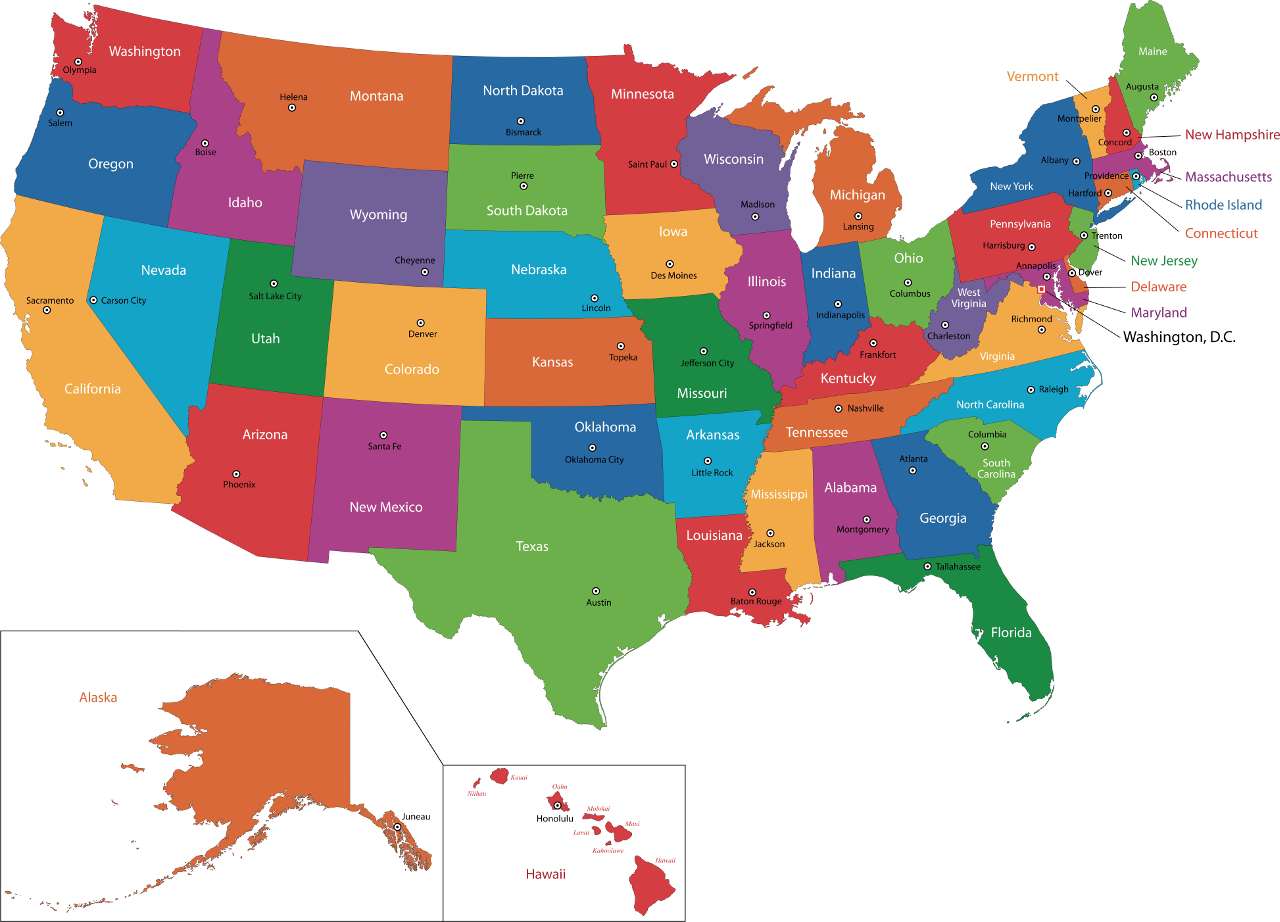 Washington
Olympia
Oregon
Salem
California
Sacramento
Nevada
Carson City
Idaho
Boise
Montana
Helena
Wyoming
Cheyenne
Utah
Salt Lake City
Colorado
Denver
Arizona
Phoenix
New Mexico
Santa Fe
North Dakota
Bismarck
Pierre
South Dakota
Nebraska
Lincoln
Kansas
Topeka
Oklahoma
Oklahoma City
Texas
Austin
Minnesota
Saint Paul
Iowa
Des Moines
Jefferson City
Missouri
Arkansas
Little Rock
Louisiana
Baton Rouge
Wisconsin
Madison
Illinois
Springfield
Michigan
Lansing
Indiana
Indianapolis
Ohio
Columbus
Frankfort
Kentucky
Nashville
Tennessee
Mississippi
Jackson
Alabama
Montgomery
Atlanta
Georgia
Tallahassee
Florida
Columbia
South
Carolina
Raleigh
North Carolina
Richmond
Virginia
West
Virginia
Charleston
Pennsylvania
Harrisburg
Annapolis
Dover
Trenton
Albany
New York
Vermont
Montpelier
Maine
Augusta
Concord
New Hampshire
Boston
Massachusetts
Providence
Rhode Island
Hartford
Connecticut
New Jersey
Delaware
Maryland
Washington, D.C.
Alaska
Juneau
Niihau
Kauai
Oahu
Honolulu
Molokai
Lanai
Maui
Kahoolawe
Hawaii
Hawaii